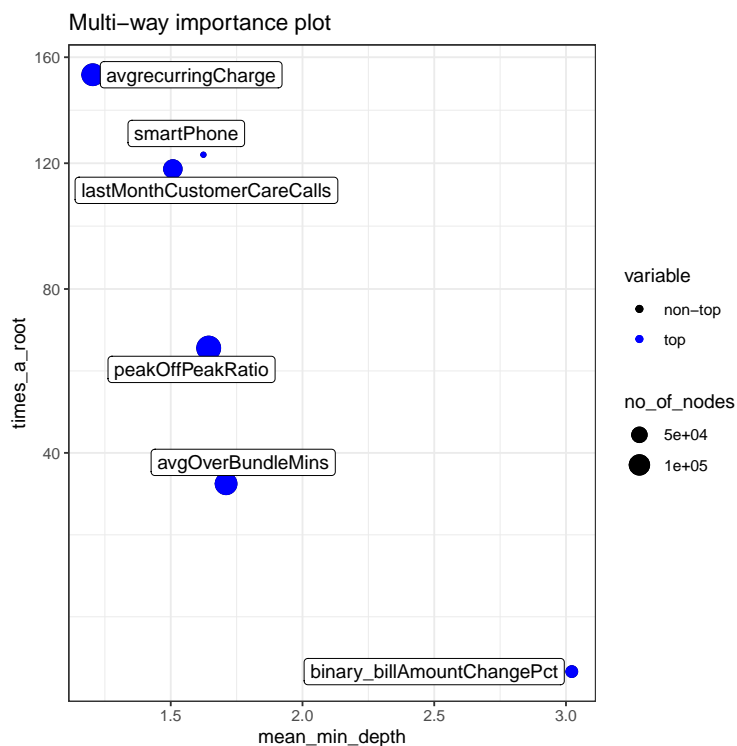 Multi−way importance plot
160
120
80
40
times_a_root
avgrecurringCharge
smartPhone
lastMonthCustomerCareCalls
peakOffPeakRatio
avgOverBundleMins
binary_billAmountChangePct
1.5
2.0
2.5
3.0
mean_min_depth
variable
non−top
top
no_of_nodes
5e+04
1e+05